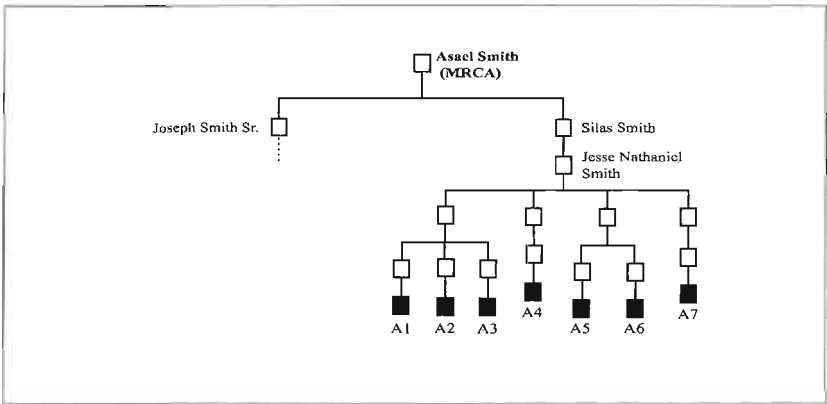 Asael Smith
(MRCA)
Joseph Smith Sr.
Silas Smith
Jesse Nathaniel
Smith
A1
A2
A3
A4
A5
A6
A7